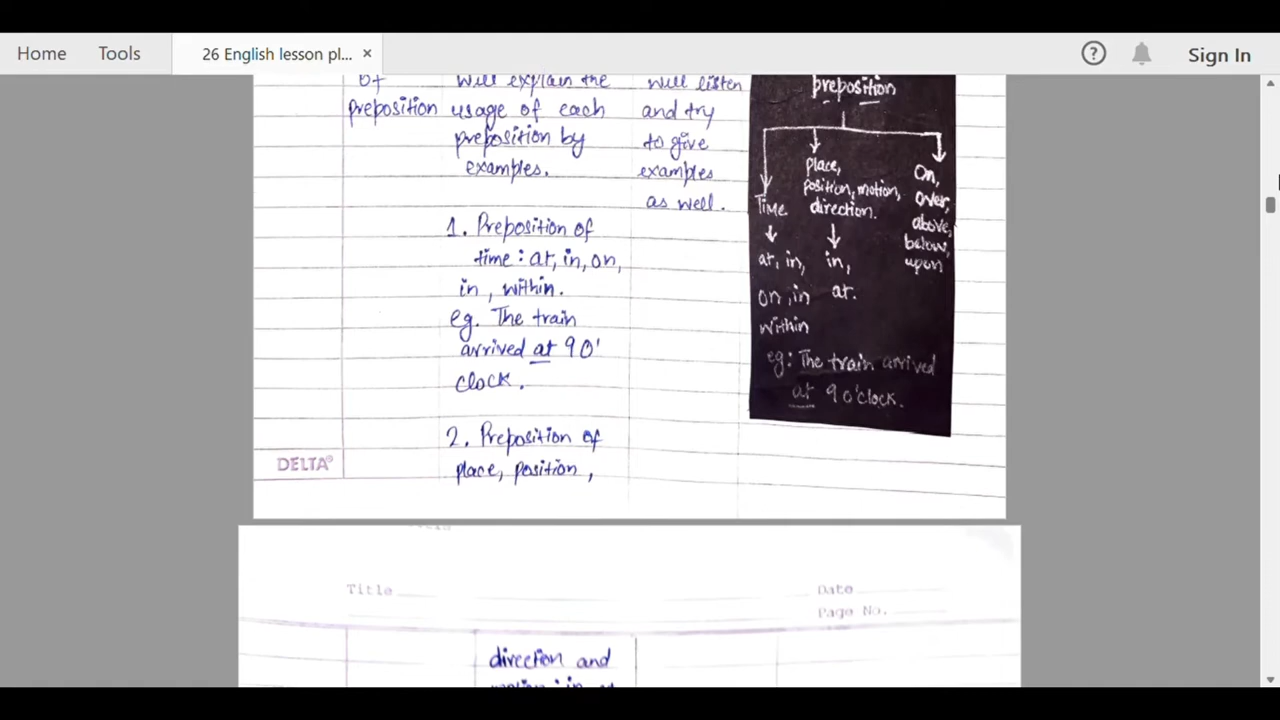 Home
Tools
26 English lesson pl...
Sign In
of
preposition
will explain the
usage of each
preposition by
examples.
1. Preposition of
time: at, in, on,
in, within.
eg. The train
arrived at 9 O'
clock.
2. Preposition of
place, position,
will listen
and try
to give
examples
as well.
preposition
Time
at, in,
on, in
within
place,
position, motion,
direction.
in,
at.
On,
over,
above,
below,
upon
eg: The train arrived
at 9 o'clock.
DELTA®
Title
Date
Page No.
direction and